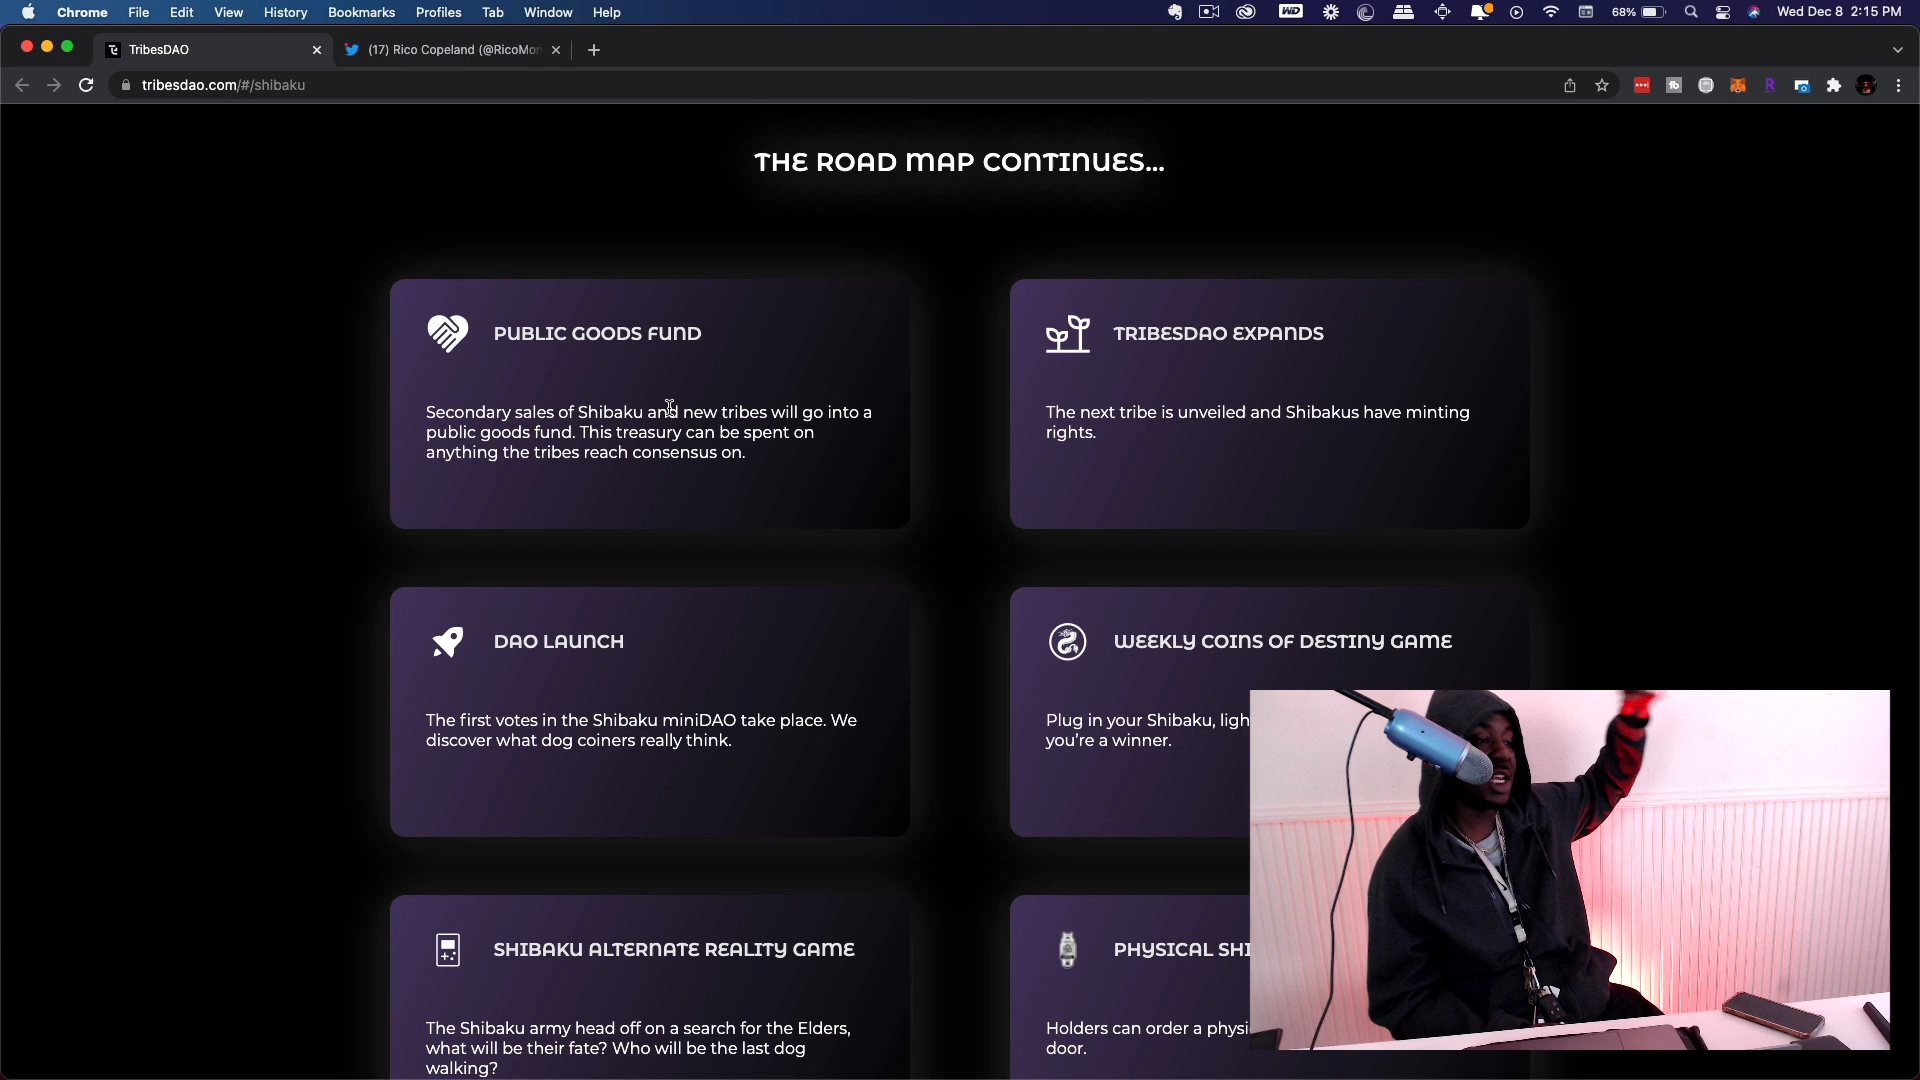 Chrome File Edit View History Bookmarks Profiles Tab Window Help
WD
68%
Wed Dec 8 2:15 PM
TribesDAO
(17) Rico Copeland (@RicoMon
tribesdao.com/#/shibaku
THE ROAD MAP CONTINUES...
PUBLIC GOODS FUND
Secondary sales of Shibaku and new tribes will go into a
public goods fund. This treasury can be spent on
anything the tribes reach consensus on.
TRIBESDAO EXPANDS
The next tribe is unveiled and Shibakus have minting
rights.
DAO LAUNCH
The first votes in the Shibaku miniDAO take place. We
discover what dog coiners really think.
WEEKLY COINS OF DESTINY GAME
Plug in your Shibaku, ligh
you're a winner.
SHIBAKU ALTERNATE REALITY GAME
The Shibaku army head off on a search for the Elders,
what will be their fate? Who will be the last dog
walking?
PHYSICAL SHI
Holders can order a physi
door.